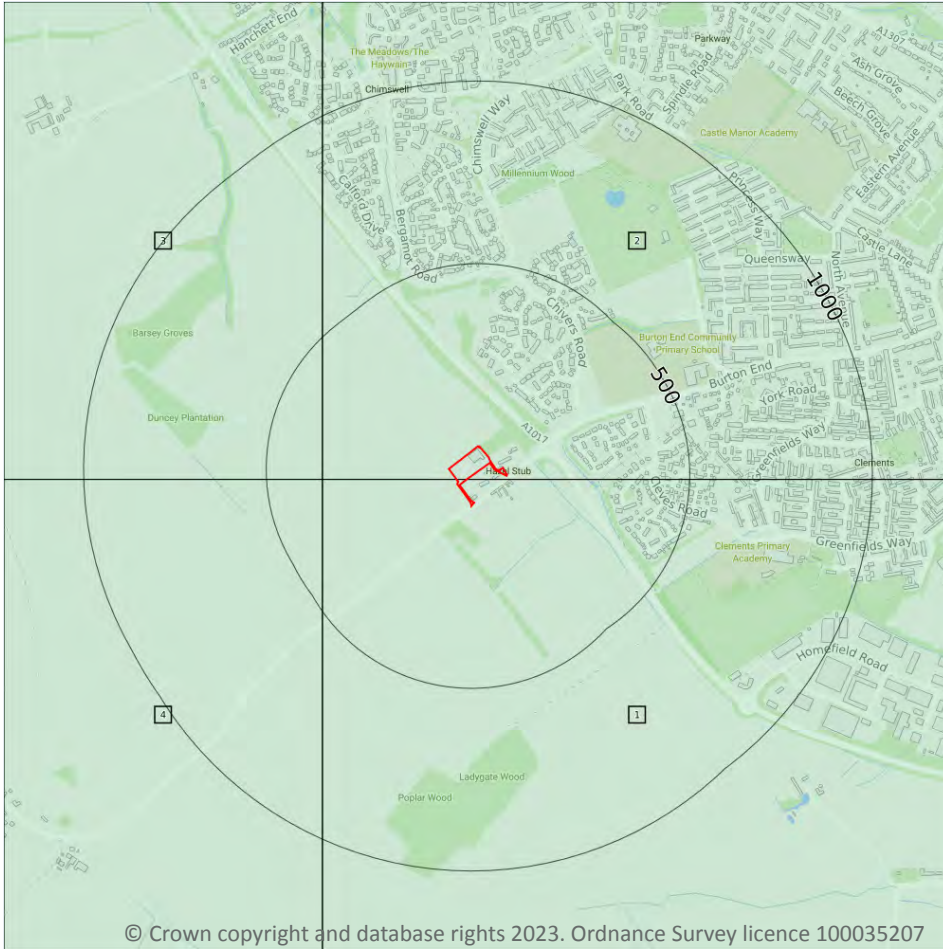 Hanchett End
Parkway
A1307
The Meadows/The
Haywain
Ash Grove
Chimswell
Park Road
Spindle Road
Beech Grove
Chimswell Way
Castle Manor Academy
Eastern Avenue
Millennium Wood
Calford Drive
Princess Way
Bergamot Road
Castle Lane
3
2
Queensway
North Avenue
1000
Chivers Road
Barsey Groves
Burton End Community
Primary School
500
Burton End
York Road
Duncey Plantation
A1017
Greenfields Way
Hazel Stub
Clements
Cleves Road
Greenfields Way
Clements Primary
Academy
Homefield Road
4
1
Ladygate Wood
Poplar Wood
© Crown copyright and database rights 2023. Ordnance Survey licence 100035207